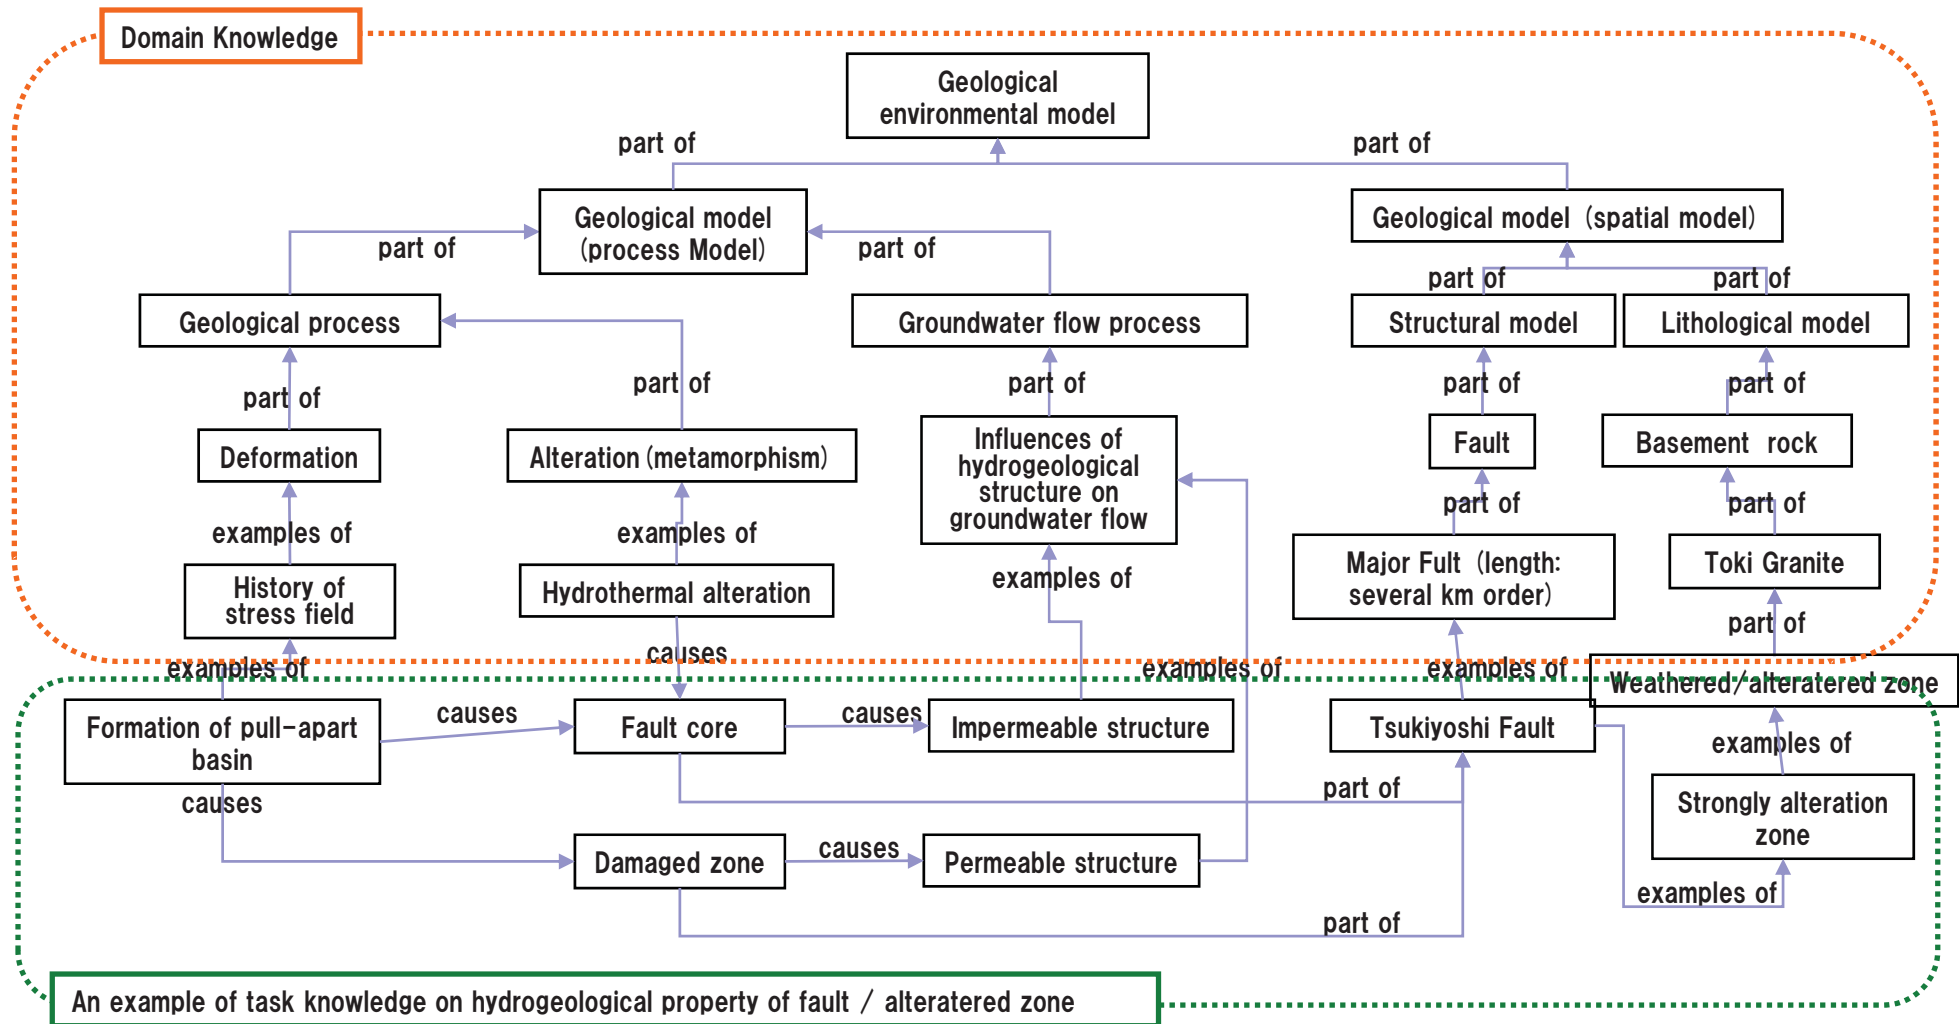 Domain Knowledge
Geological
environmental model
part of
part of
Geological model
(process Model)
Geological model (spatial model)
part of
part of
part of
part of
Geological process
Groundwater flow process
Structural model
Lithological model
part of
part of
part of
part of
part of
Deformation
Alteration (metamorphism)
Influences of
hydrogeological
structure on
groundwater flow
Fault
Basement rock
examples of
examples of
part of
part of
History of
stress field
Hydrothermal alteration
examples of
Major Fult (length:
several km order)
Toki Granite
examples of
causes
examples of
examples of
part of
Weathered/alteratered zone
Formation of pull-apart
basin
causes
Fault core
causes
Impermeable structure
Tsukiyoshi Fault
examples of
causes
part of
Strongly alteration
zone
Damaged zone
causes
Permeable structure
examples of
part of
An example of task knowledge on hydrogeological property of fault / alteratered zone